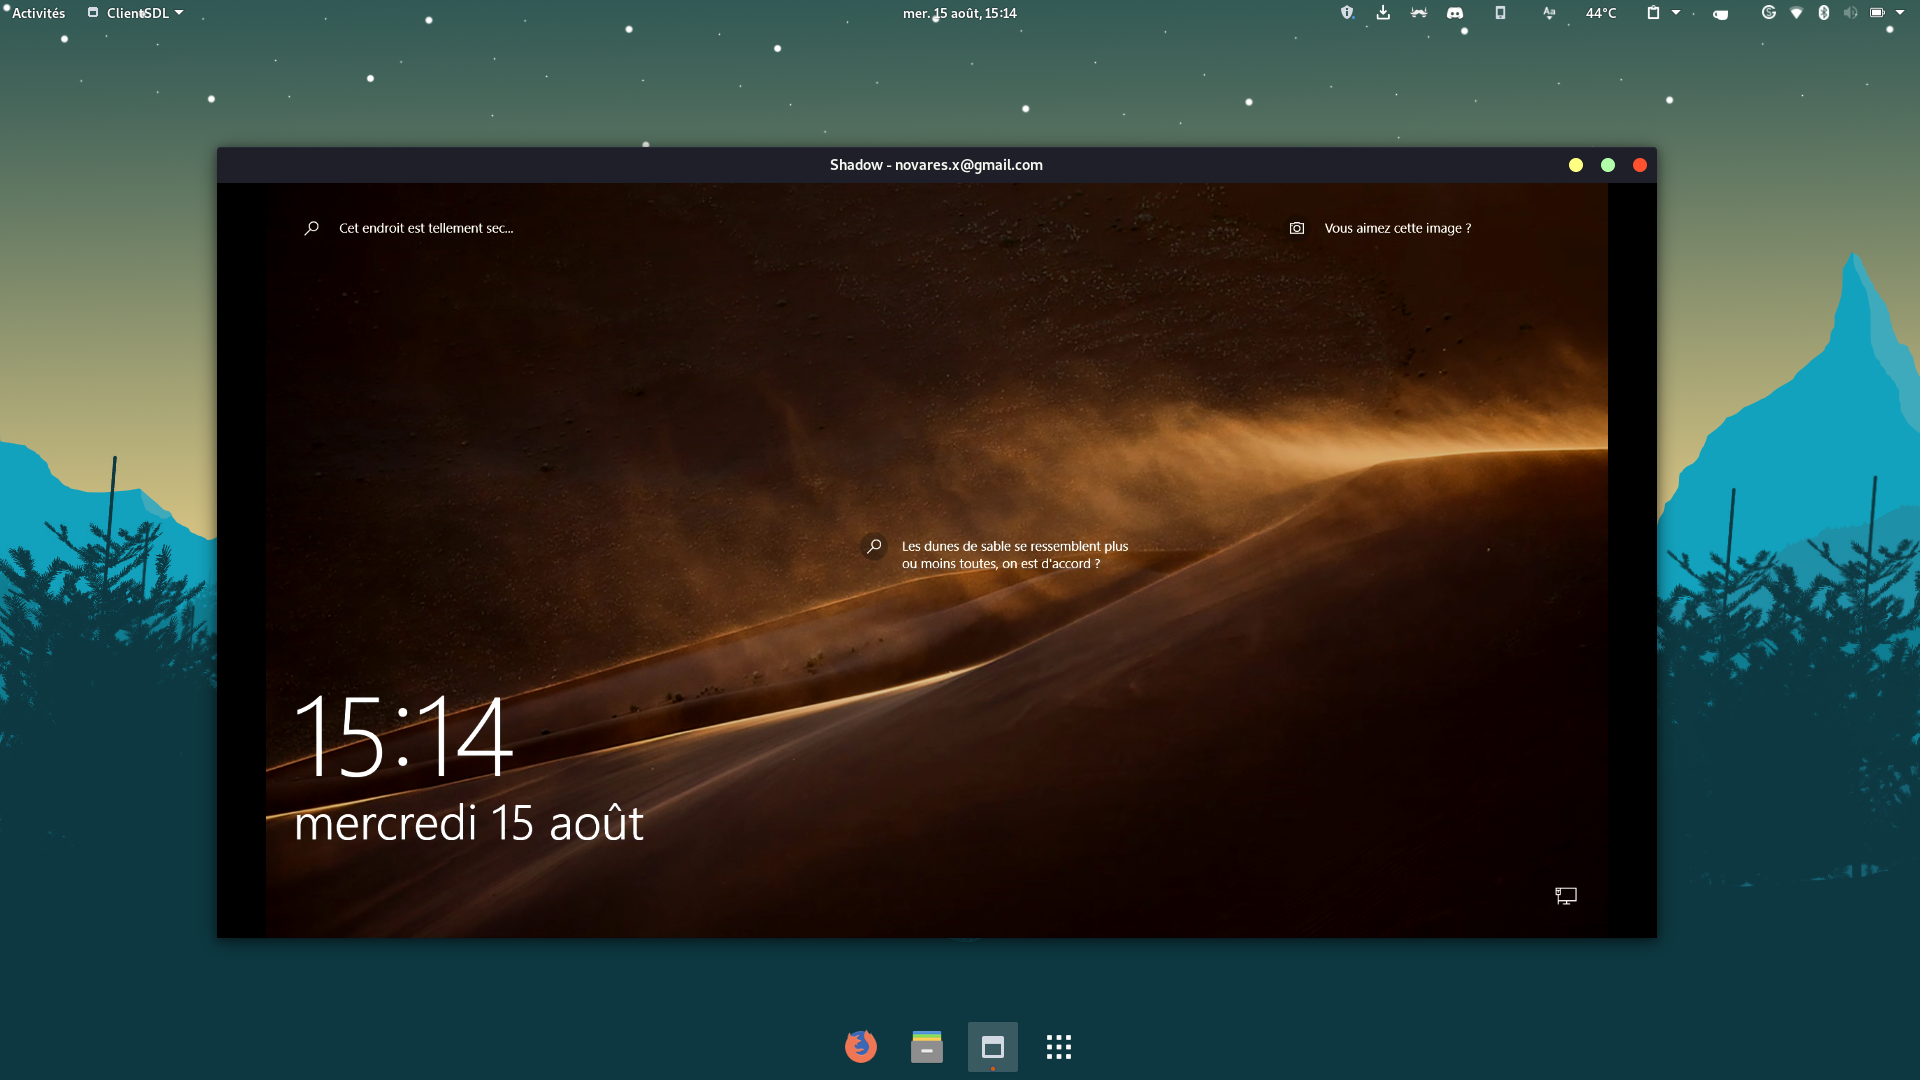 Activités
ClientSDL
mer. 15 août, 15:14
44°C
Shadow - novares.x@gmail.com
Cet endroit est tellement sec...
Vous aimez cette image ?
Les dunes de sable se ressemblent plus
ou moins toutes, on est d'accord ?
15:14
mercredi 15 août